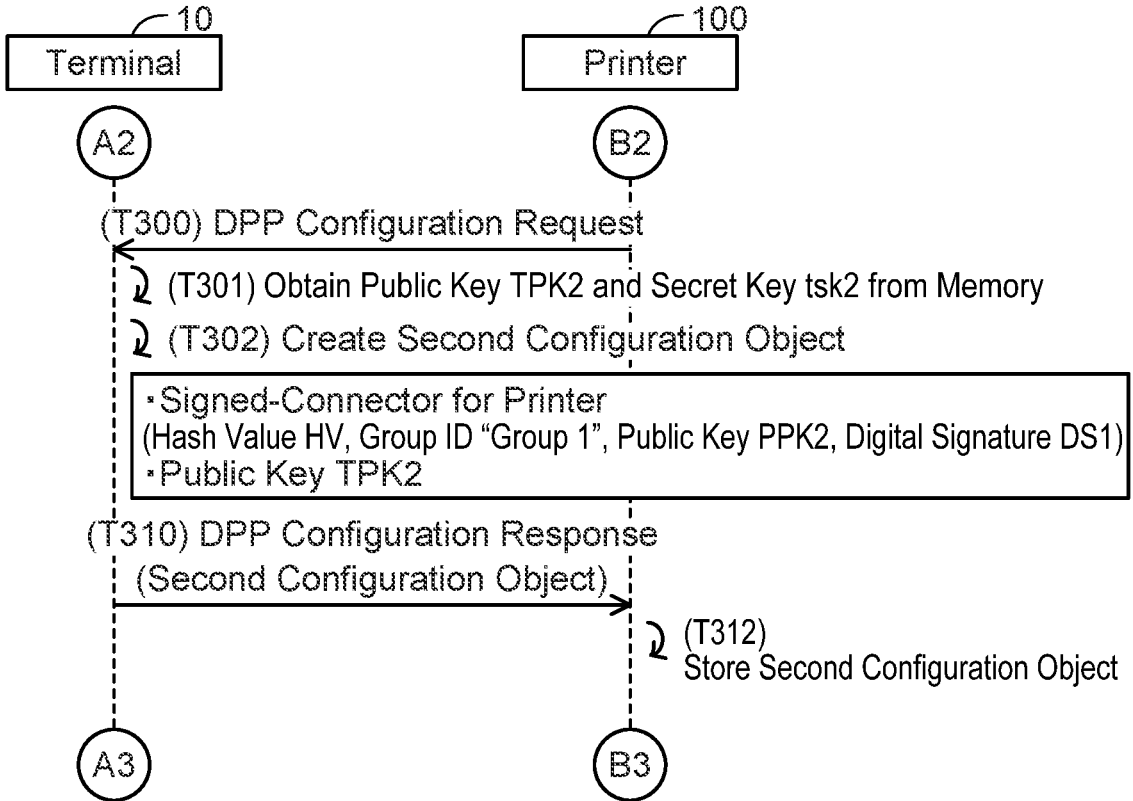 10
100
Terminal
Printer
A2
B2
(T300) DPP Configuration Request
(T301) Obtain Public Key TPK2 and Secret Key tsk2 from Memory
(T302) Create Second Configuration Object
・Signed-Connector for Printer
(Hash Value HV, Group ID “Group 1”, Public Key PPK2, Digital Signature DS1)
・Public Key TPK2
(T310) DPP Configuration Response
(Second Configuration Object)
(T312)
Store Second Configuration Object
A3
B3